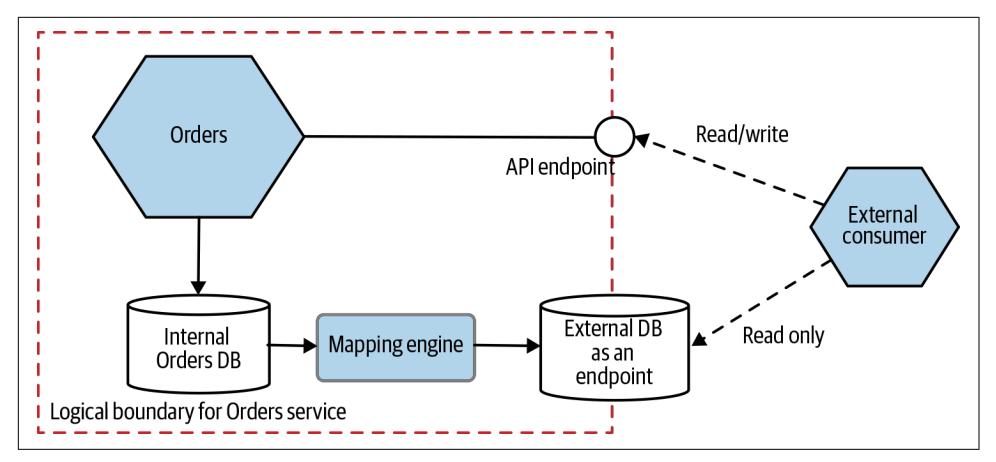 Orders
API endpoint
Read/write
External
consumer
Internal
Orders DB
Mapping engine
External DB
as an
endpoint
Read only
Logical boundary for Orders service